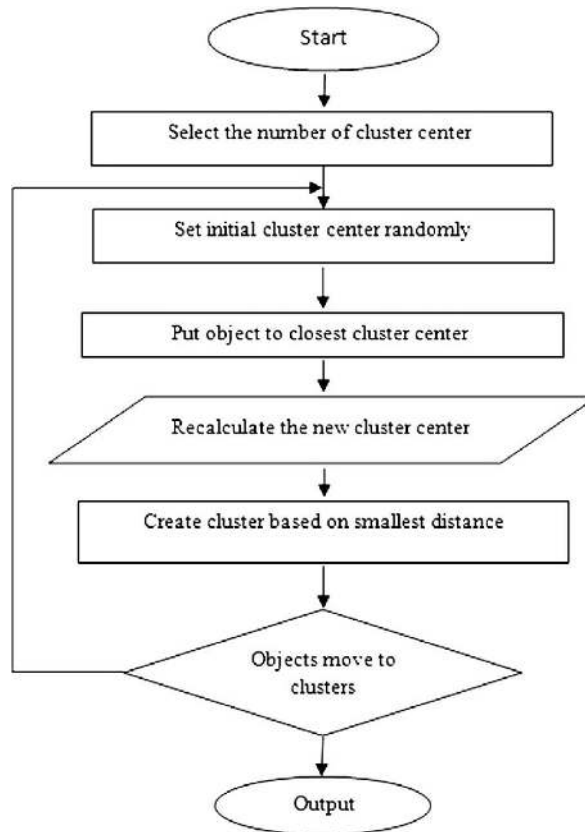 Start
Select the number of cluster center
Set initial cluster center randomly
Put object to closest cluster center
Recalculate the new cluster center
Create cluster based on smallest distance
Objects move to
clusters
Output